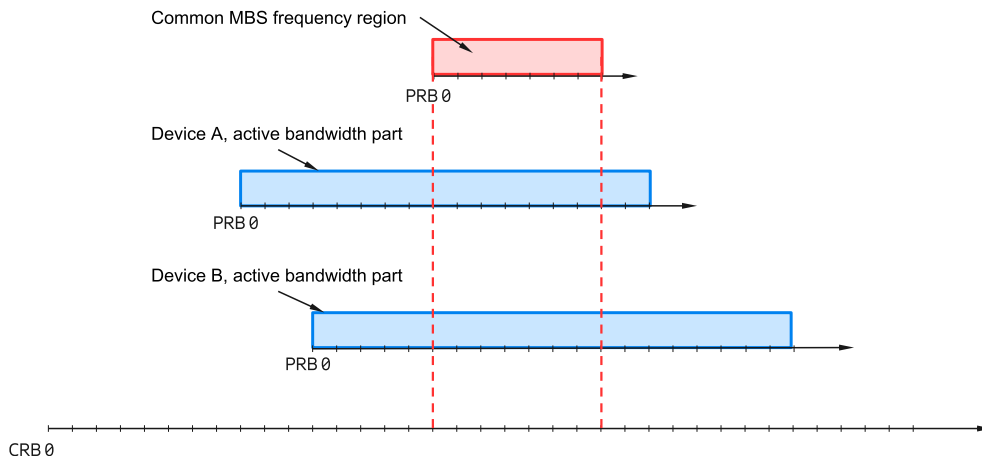 Common MBS frequency region
PRB 0
Device A, active bandwidth part
PRB 0
Device B, active bandwidth part
PRB 0
CRB 0